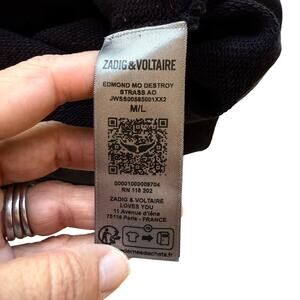 ZADIG & VOLTAIRE
EDMOND MO DESTROY
STRASS AO
JWSS00585001XX2
M/L
00001000009704
RN 118 202
ZADIG & VOLTAIRE
LOVES YOU
11 Avenue d'Iéna
75116 Paris - FRANCE